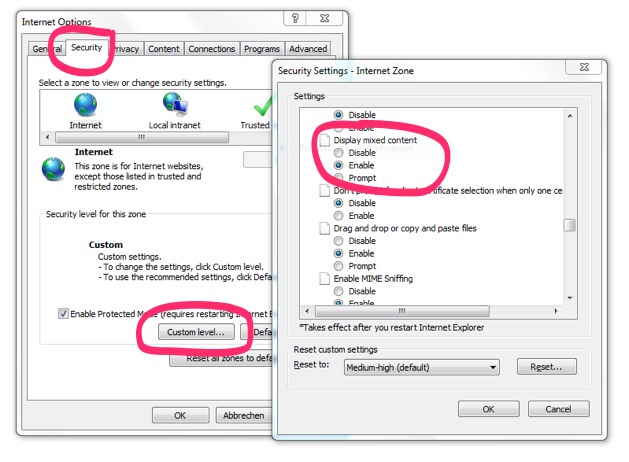 Internet Options
General
Security
Privacy
Content
Connections
Programs
Advanced
Select a zone to view or change security settings.
Internet
Local intranet
Trusted
Internet
This zone is for Internet websites,
except those listed in trusted and
restricted zones.
Security level for this zone
Custom
Custom settings.
- To change the settings, click Custom level.
- To use the recommended settings, click Defa
Enable Protected Mode (requires restarting Internet E
Custom level...
Defa
Reset all zones to defa
OK
Abbrechen
Security Settings - Internet Zone
Settings
Disable
Enable
Display mixed content
Disable
Enable
Prompt
Don't prompt for client certificate selection when only one ce
Disable
Enable
Drag and drop or copy and paste files
Disable
Enable
Prompt
Enable MIME Sniffing
Disable
Enable
*Takes effect after you restart Internet Explorer
Reset custom settings
Reset to:
Medium-high (default)
Reset...
OK
Cancel